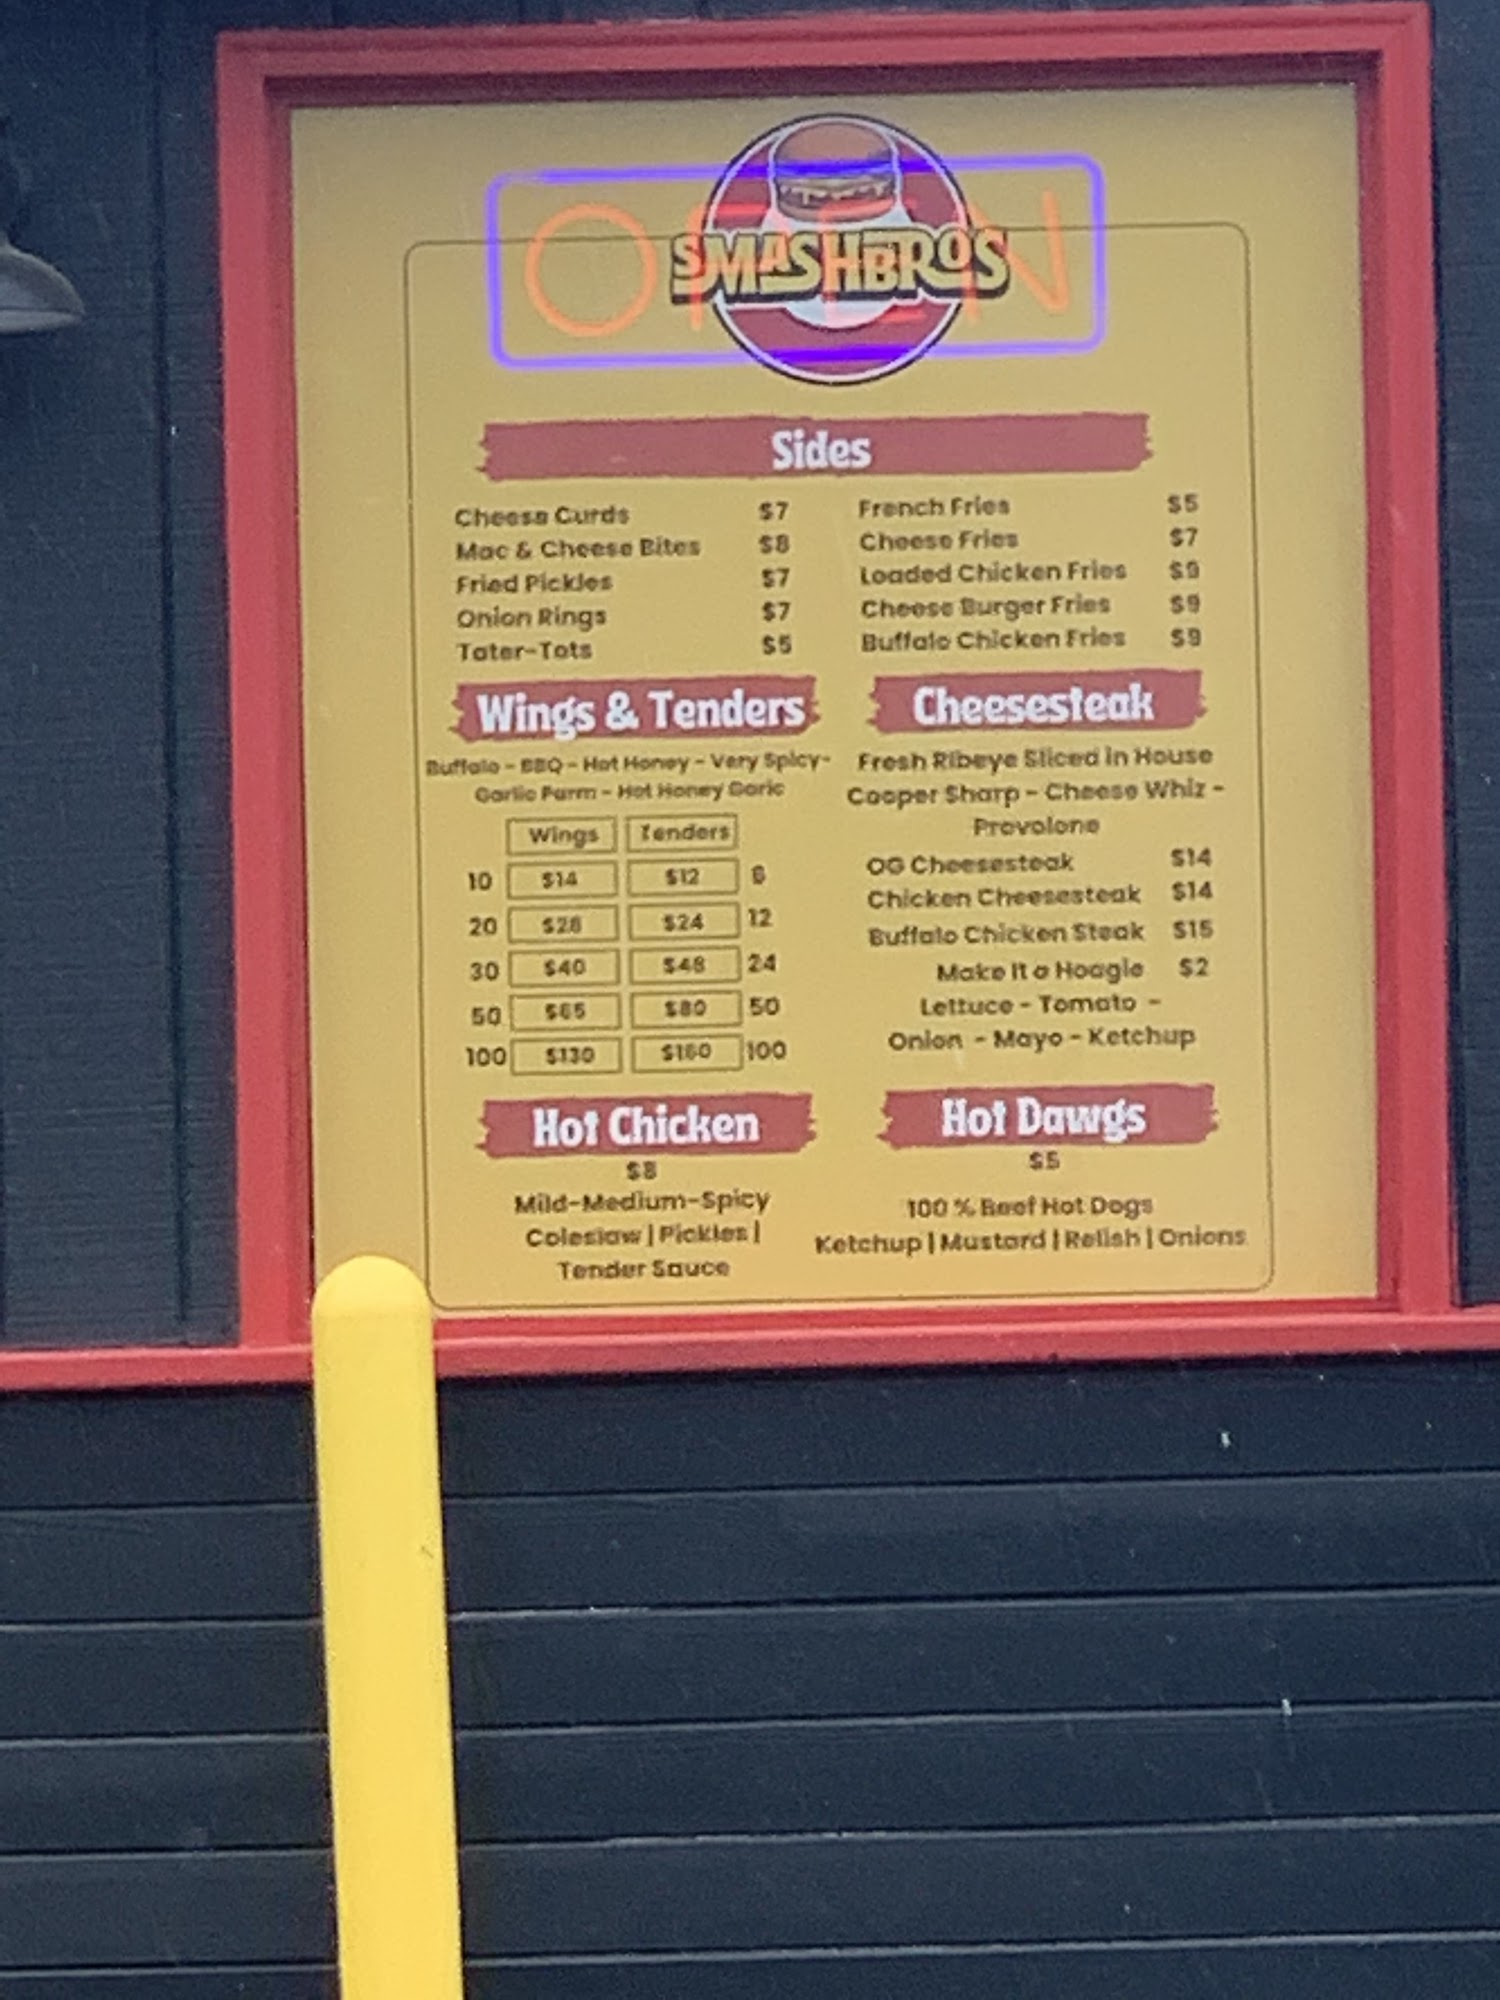 OPEN
SMASHBROS
Sides
Cheese Curds $7
Mac & Cheese Bites $8
Fried Pickles $7
Onion Rings $7
Tater-Tots $5
French Fries $5
Cheese Fries $7
Loaded Chicken Fries $9
Cheese Burger Fries $9
Buffalo Chicken Fries $9
Wings & Tenders
Buffalo - BBQ - Hot Honey - Very Spicy-
Garlic Parm - Hot Honey Garic
Wings Tenders
10 $14 $12 6
20 $28 $24 12
30 $40 $48 24
50 $65 $80 50
100 $130 $160 100
Cheesesteak
Fresh Ribeye Sliced in House
Cooper Sharp - Cheese Whiz -
Provolone
OG Cheesesteak $14
Chicken Cheesesteak $14
Buffalo Chicken Steak $15
Make It a Hoagie $2
Lettuce - Tomato -
Onion - Mayo - Ketchup
Hot Chicken
$8
Mild-Medium-Spicy
Coleslaw | Pickles |
Tender Sauce
Hot Dawgs
$5
100 % Beef Hot Dogs
Ketchup | Mustard | Relish | Onions